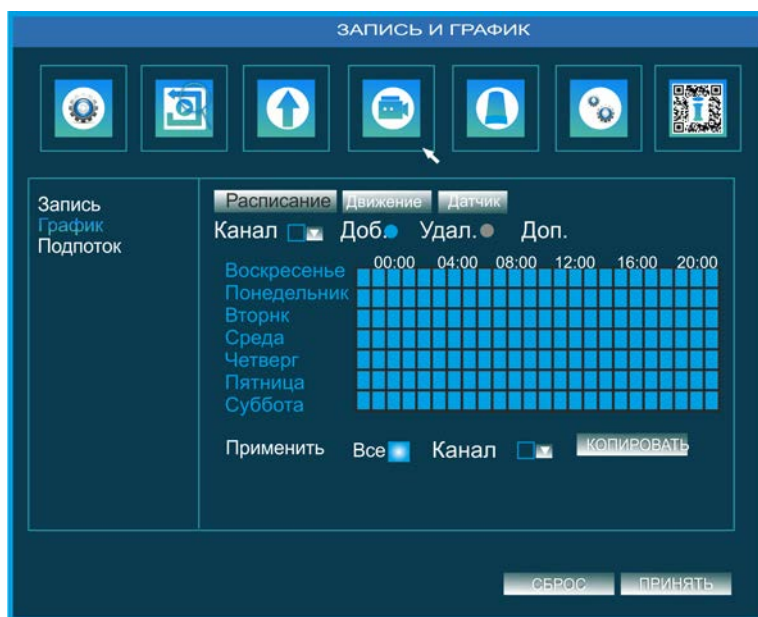 ЗАПИСЬ И ГРАФИК
Запись
График
Подпоток
Расписание Движение Датчик
Канал Доб. Удал. Доп.
00:00 04:00 08:00 12:00 16:00 20:00
Воскресенье
Понедельник
Вторнк
Среда
Четверг
Пятница
Суббота
Применить Все Канал КОПИРОВАТЬ
СБРОС ПРИНЯТЬ